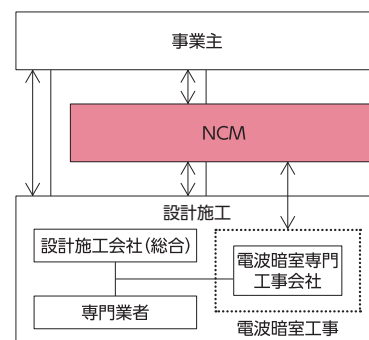 事業主
NCM
設計施工
設計施工会社(総合)
専門業者
電波暗室専門
工事会社
電波暗室工事